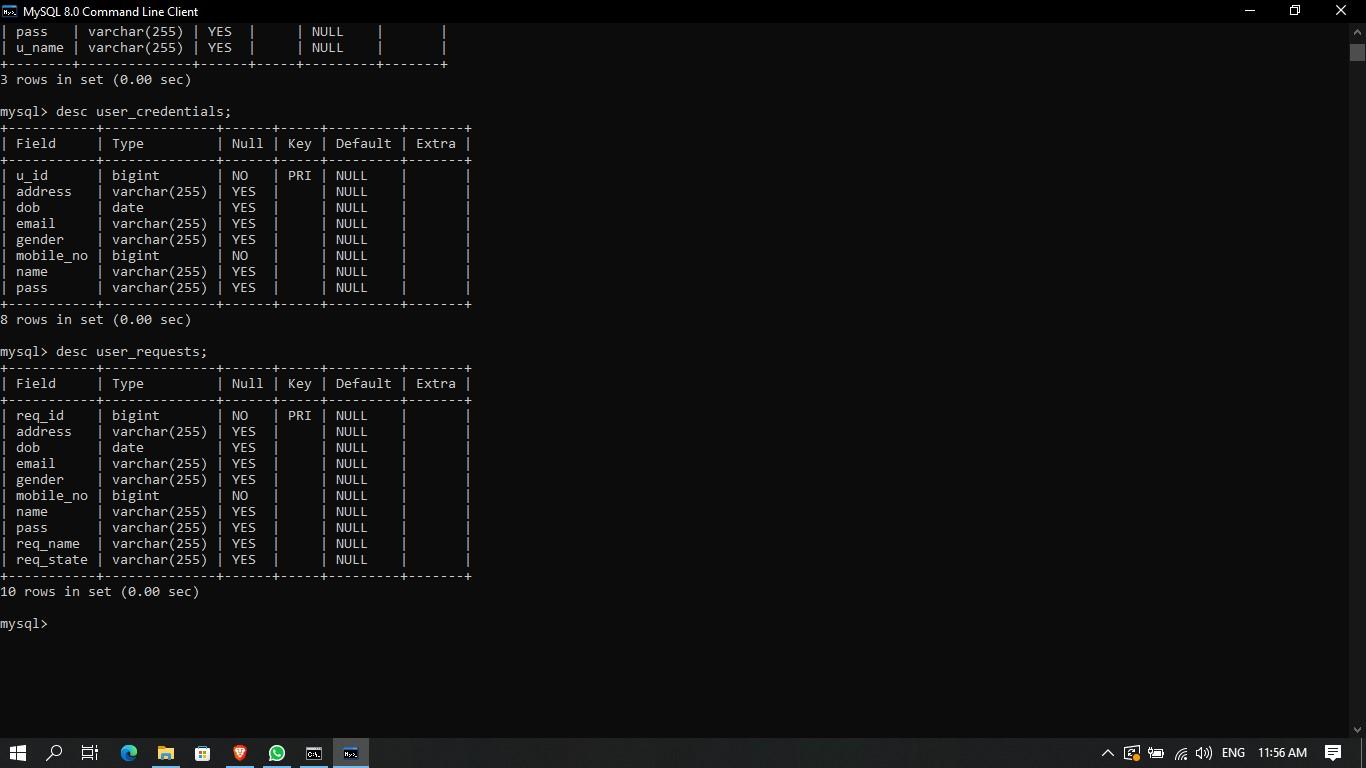 MySQL 8.0 Command Line Client
| pass   | varchar(255) | YES  |     | NULL    |       |
| u_name | varchar(255) | YES  |     | NULL    |       |
+--------+--------------+------+-----+---------+-------+
3 rows in set (0.00 sec)
mysql> desc user_credentials;
+-----------+--------------+------+-----+---------+-------+
| Field     | Type         | Null | Key | Default | Extra |
+-----------+--------------+------+-----+---------+-------+
| u_id      | bigint       | NO   | PRI | NULL    |       |
| address   | varchar(255) | YES  |     | NULL    |       |
| dob       | date         | YES  |     | NULL    |       |
| email     | varchar(255) | YES  |     | NULL    |       |
| gender    | varchar(255) | YES  |     | NULL    |       |
| mobile_no | bigint       | NO   |     | NULL    |       |
| name      | varchar(255) | YES  |     | NULL    |       |
| pass      | varchar(255) | YES  |     | NULL    |       |
+-----------+--------------+------+-----+---------+-------+
8 rows in set (0.00 sec)
mysql> desc user_requests;
+-----------+--------------+------+-----+---------+-------+
| Field     | Type         | Null | Key | Default | Extra |
+-----------+--------------+------+-----+---------+-------+
| req_id    | bigint       | NO   | PRI | NULL    |       |
| address   | varchar(255) | YES  |     | NULL    |       |
| dob       | date         | YES  |     | NULL    |       |
| email     | varchar(255) | YES  |     | NULL    |       |
| gender    | varchar(255) | YES  |     | NULL    |       |
| mobile_no | bigint       | NO   |     | NULL    |       |
| name      | varchar(255) | YES  |     | NULL    |       |
| pass      | varchar(255) | YES  |     | NULL    |       |
| req_name  | varchar(255) | YES  |     | NULL    |       |
| req_state | varchar(255) | YES  |     | NULL    |       |
+-----------+--------------+------+-----+---------+-------+
10 rows in set (0.00 sec)
mysql>
ENG 11:56 AM